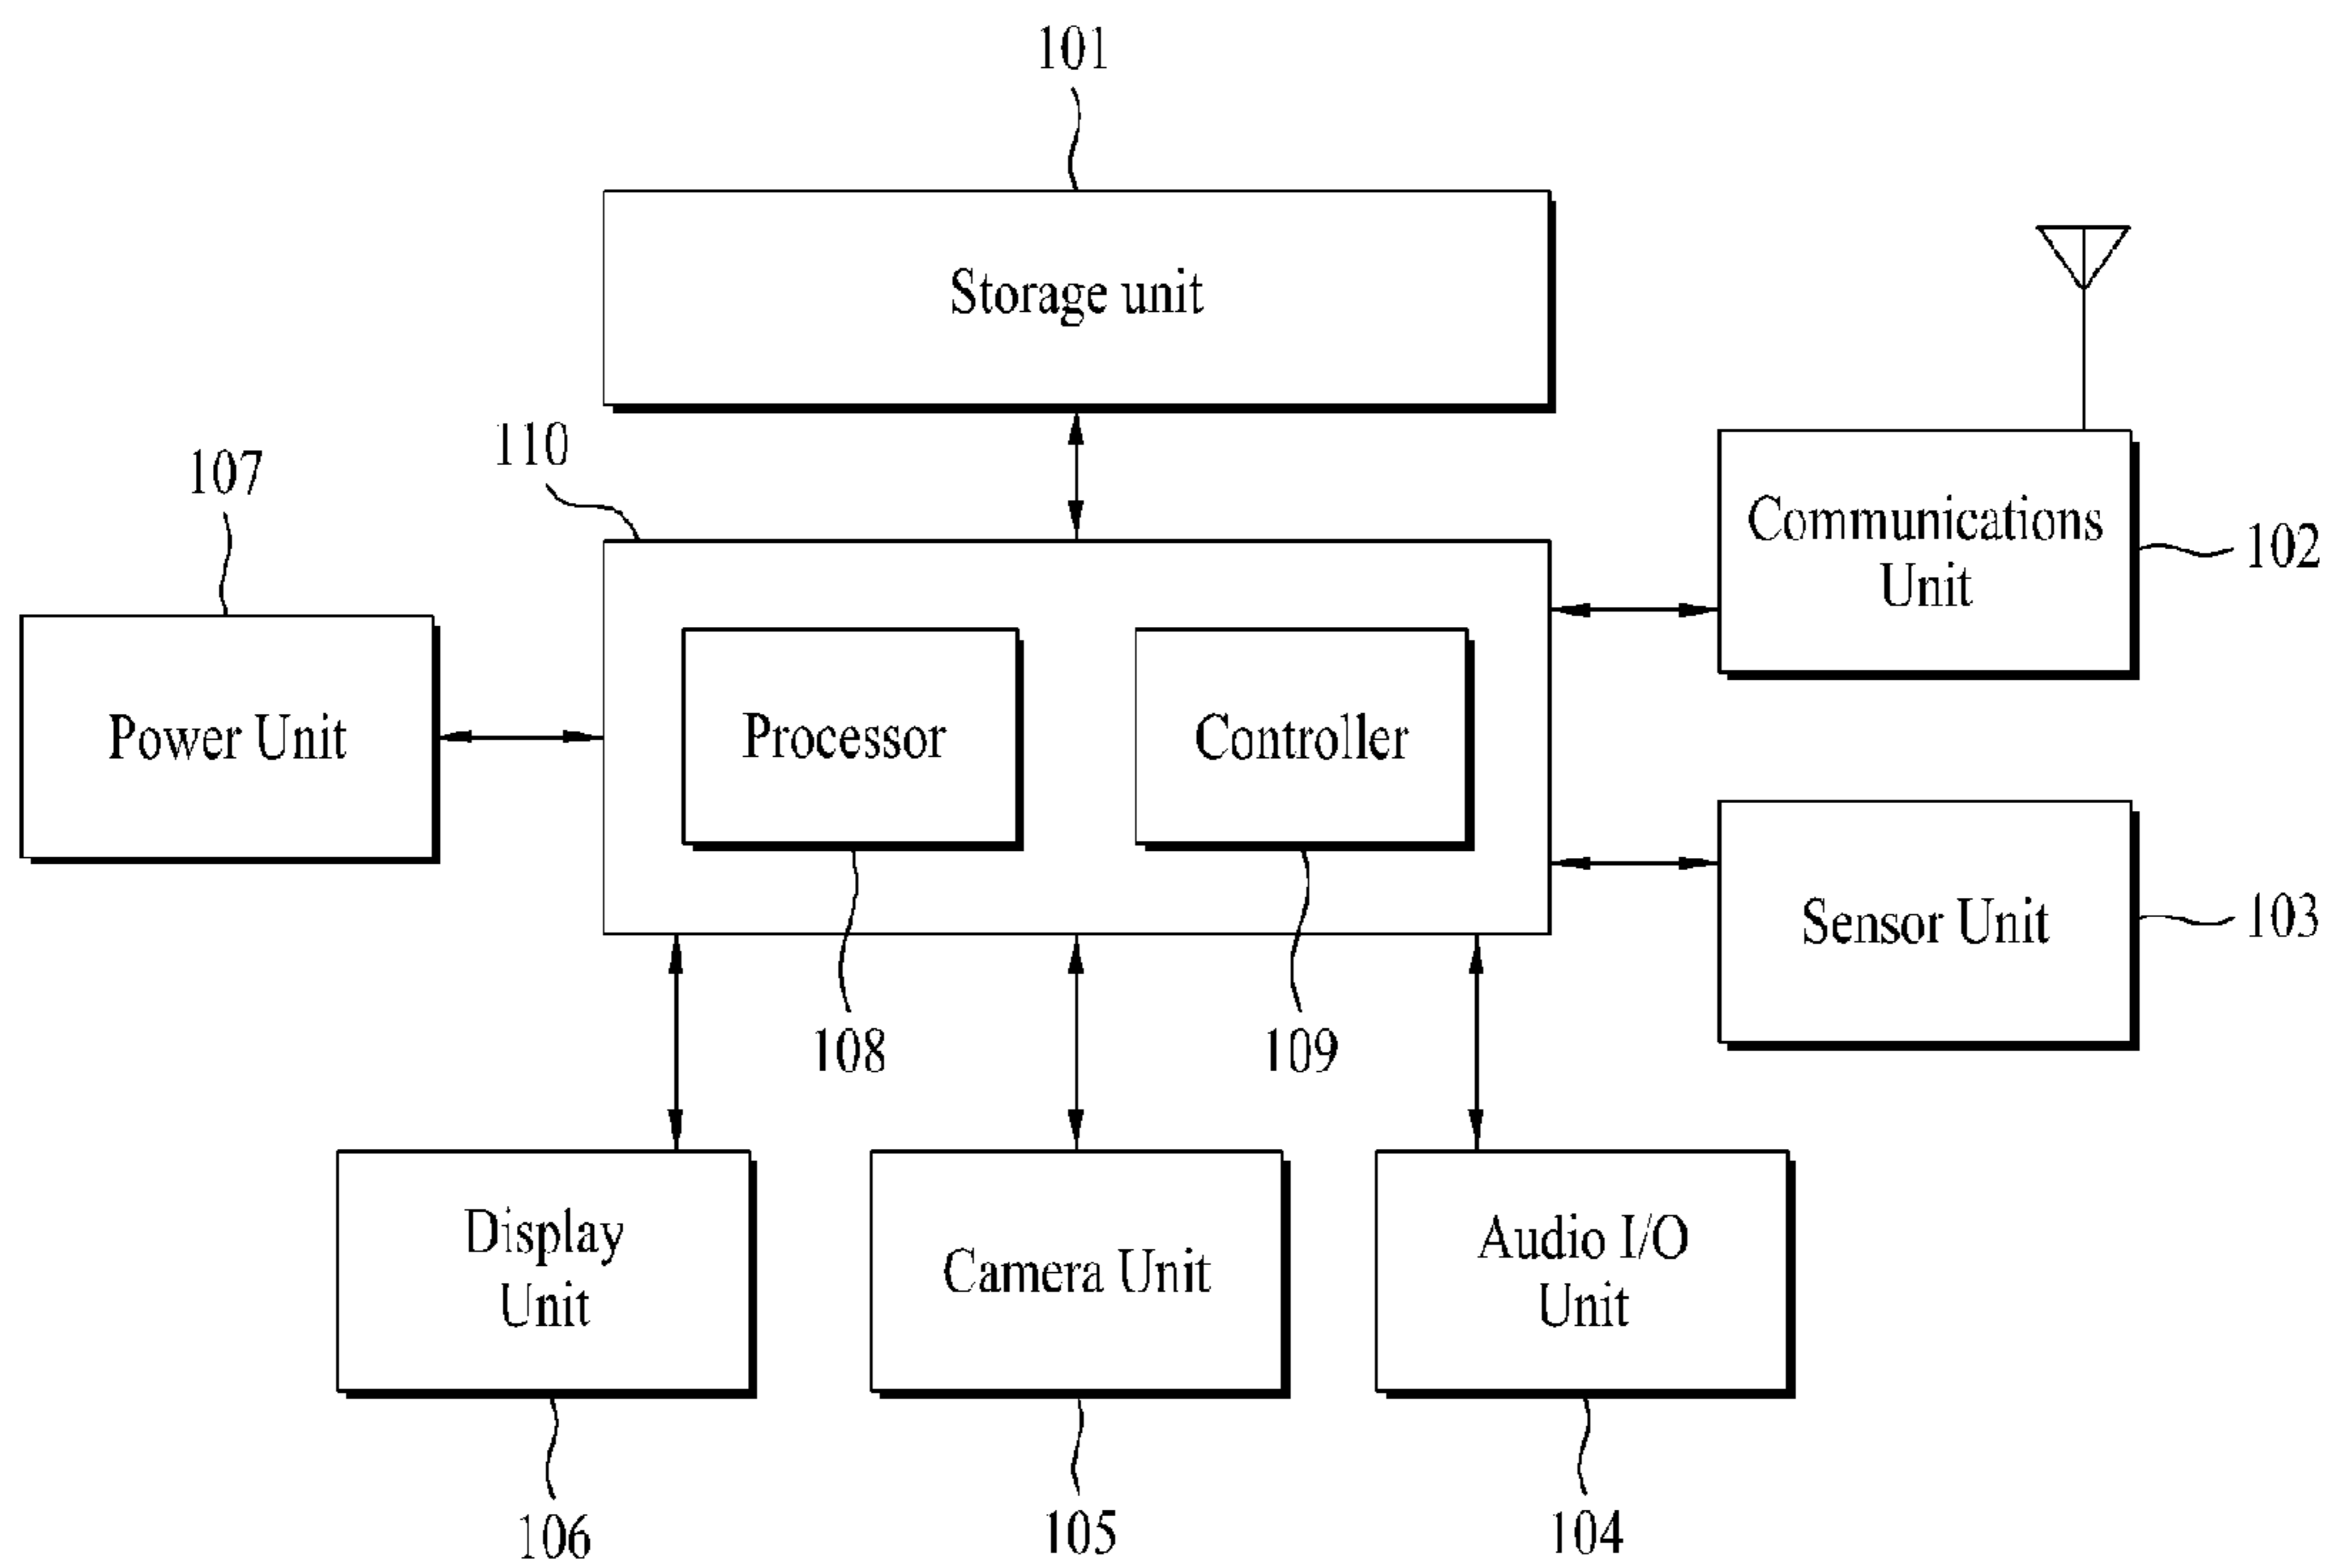 101
Storage unit
110
107
Communications
Unit
102
Power Unit
Processor
Controller
Sensor Unit
103
108
109
Display
Unit
Camera Unit
Audio I/O
Unit
106
105
104